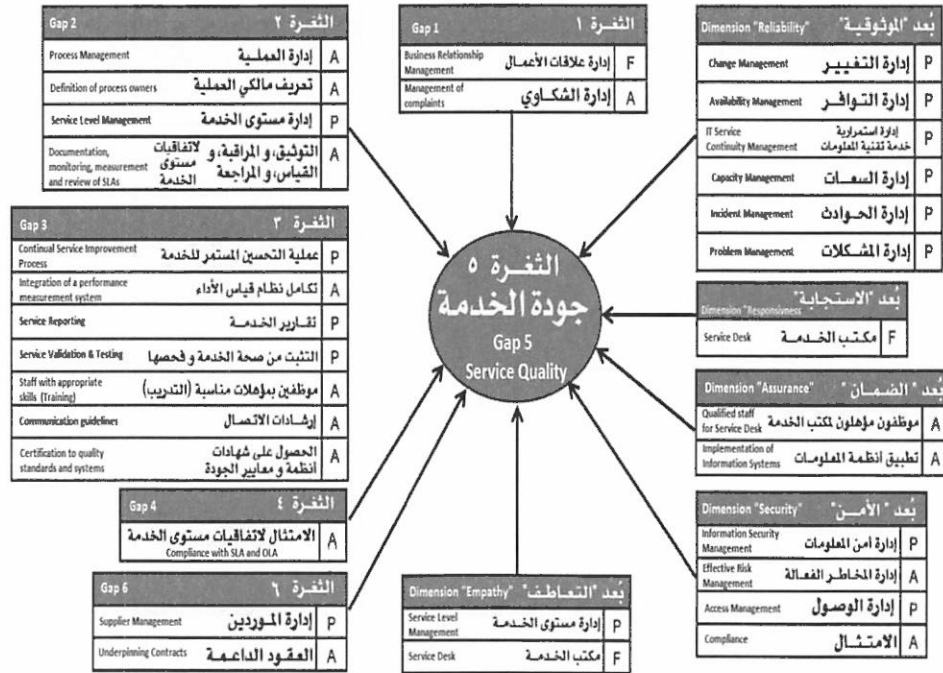 Gap 2 الثغرة ٢
Process Management إدارة العملية A
Definition of process owners تعريف مالكي العملية A
Service Level Management إدارة مستوى الخدمة P
Documentation,
monitoring, measurement
and review of SLAs
التوثيق، و المراقبة، و
القياس، و المراجعة
لاتفاقيات
مستوى
الخدمة
A
Gap 1 الثغرة ١
Business Relationship
Management
إدارة علاقات الأعمال F
Management of
complaints
إدارة الشكاوي A
Dimension "Reliability" بُعد "الموثوقية"
Change Management إدارة التغيير P
Availability Management إدارة التوافر P
IT Service
Continuity Management
إدارة استمرارية
خدمة تقنية المعلومات
P
Capacity Management إدارة السعات P
Incident Management إدارة الحوادث P
Problem Management إدارة المشكلات P
Gap 3 الثغرة ٣
Continual Service Improvement
Process
عملية التحسين المستمر للخدمة P
Integration of a performance
measurement system
تكامل نظام قياس الأداء A
Service Reporting تقارير الخدمة P
Service Validation & Testing التثبت من صحة الخدمة و فحصها P
Staff with appropriate
skills (Training)
موظفين بمؤهلات مناسبة (التدريب) A
Communication guidelines إرشادات الاتصال A
Certification to quality
standards and systems
الحصول على شهادات
أنظمة و معايير الجودة
A
الثغرة ٥
جودة الخدمة
Gap 5
Service Quality
بُعد "الاستجابة"
Dimension "Responsivness
Service Desk مكتب الخدمة F
Dimension "Assurance" بُعد "الضمان"
Qualified staff
for Service Desk
موظفون مؤهلون لمكتب الخدمة A
Implementation of
Information Systems
تطبيق أنظمة المعلومات A
Gap 4 الثغرة ٤
الامتثال لاتفاقيات مستوى الخدمة A
Compliance with SLA and OLA
Dimension "Security" بُعد "الأمن"
Information Security
Management
إدارة أمن المعلومات P
Effective Risk
Management
إدارة المخاطر الفعالة A
Access Management إدارة الوصول P
Compliance الامتثال A
Gap 6 الثغرة ٦
Supplier Management إدارة الموردين P
Underpinning Contracts العقود الداعمة A
Dimension "Empathy" بُعد "التعاطف"
Service Level
Management
إدارة مستوى الخدمة P
Service Desk مكتب الخدمة F